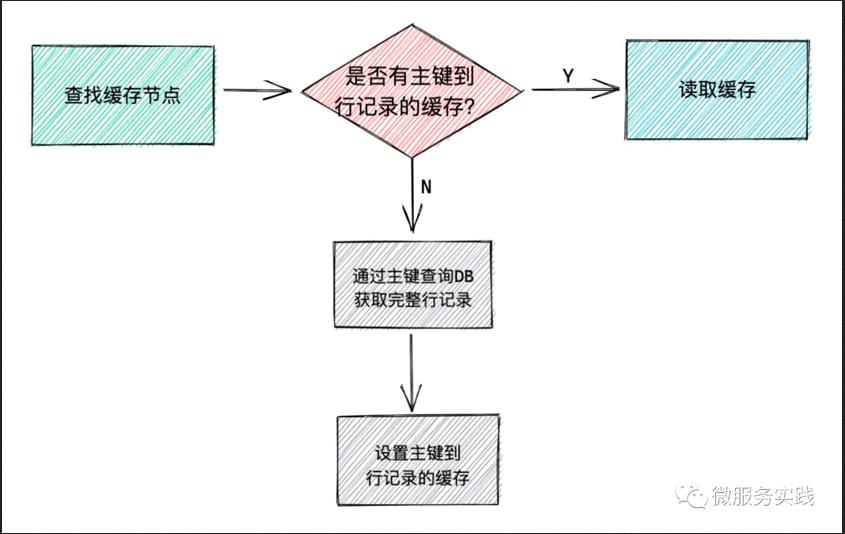 查找缓存节点
是否有主键到
行记录的缓存?
Y
读取缓存
N
通过主键查询DB
获取完整行记录
设置主键到
行记录的缓存
微服务实践